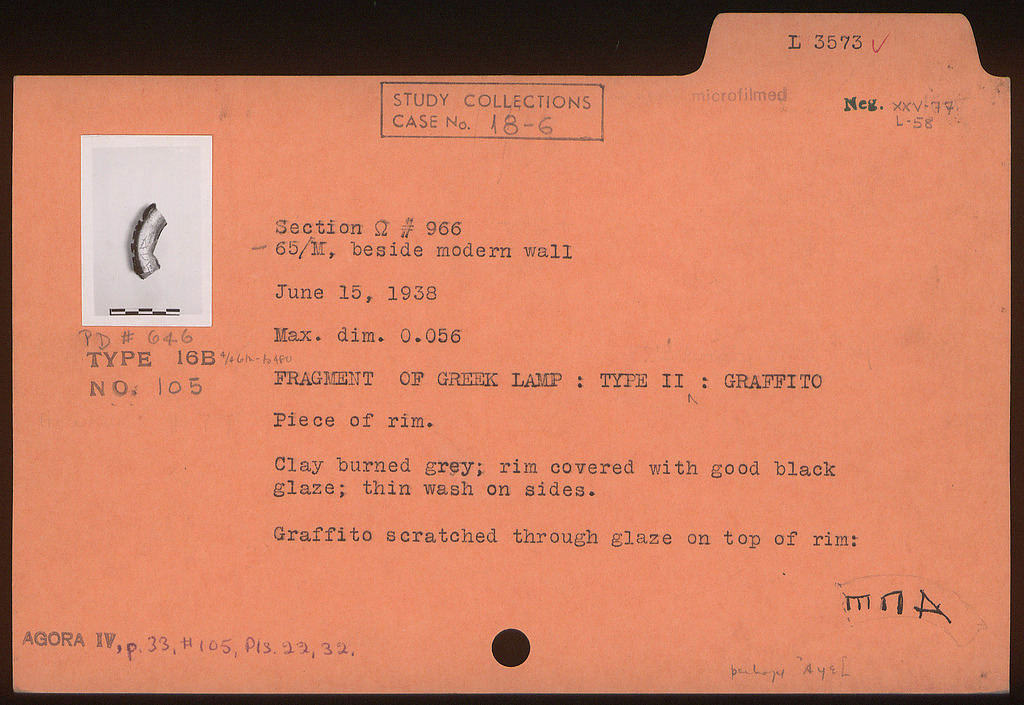 L 3573 ✓
microfilmed
Neg. XXV-77
L-58
STUDY COLLECTIONS
CASE No. 18-6
Section Ω # 966
65/M, beside modern wall
June 15, 1938
Max. dim. 0.056
PD # 646
TYPE 16B
NO. 105
FRAGMENT OF GREEK LAMP : TYPE II : GRAFFITO
Piece of rim.
Clay burned grey; rim covered with good black
glaze; thin wash on sides.
Graffito scratched through glaze on top of rim:
AGORA IV, p. 33, #105, Pls. 22, 32.
perhaps